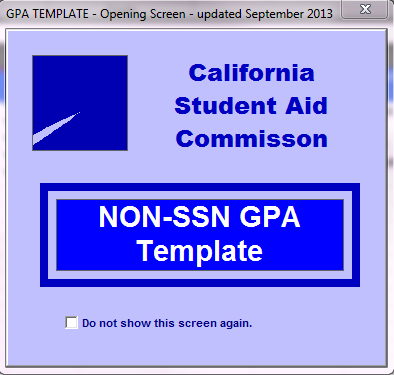 GPA TEMPLATE - Opening Screen - updated September 2013
California
Student Aid
Commisson
NON-SSN GPA
Template
Do not show this screen again.